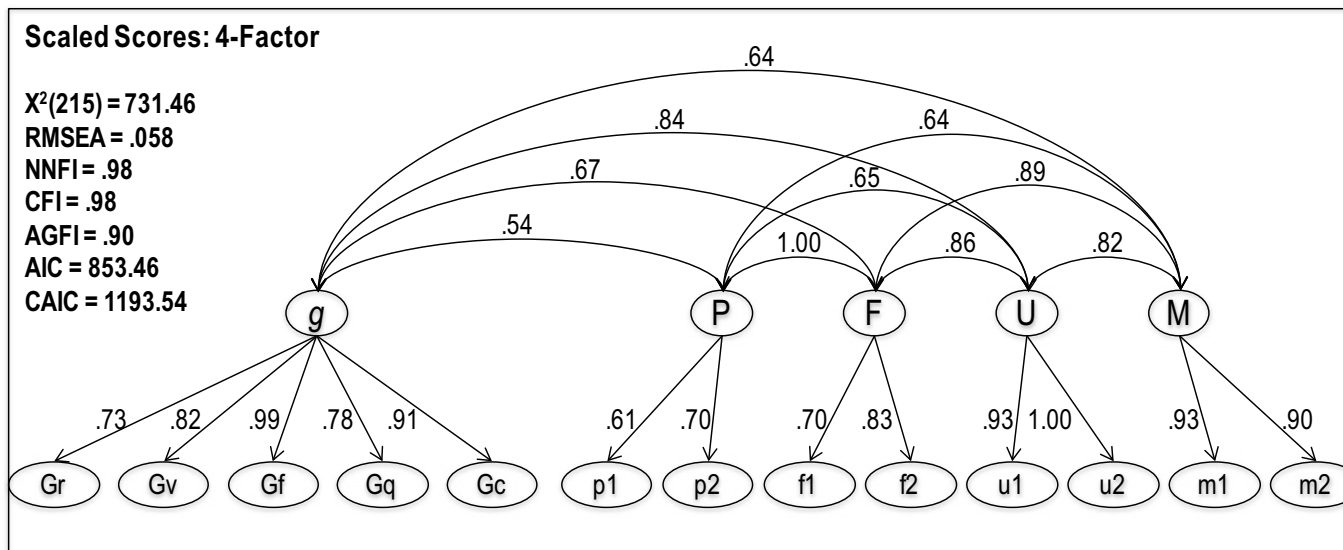 Scaled Scores: 4-Factor
X²(215) = 731.46
RMSEA = .058
NNFI = .98
CFI = .98
AGFI = .90
AIC = 853.46
CAIC = 1193.54
.64
.84
.64
.67
.65
.89
.54
1.00
.86
.82
g
P
F
U
M
.73
.82
.99
.78
.91
.61
.70
.70
.83
.93
1.00
.93
.90
Gr
Gv
Gf
Gq
Gc
p1
p2
f1
f2
u1
u2
m1
m2